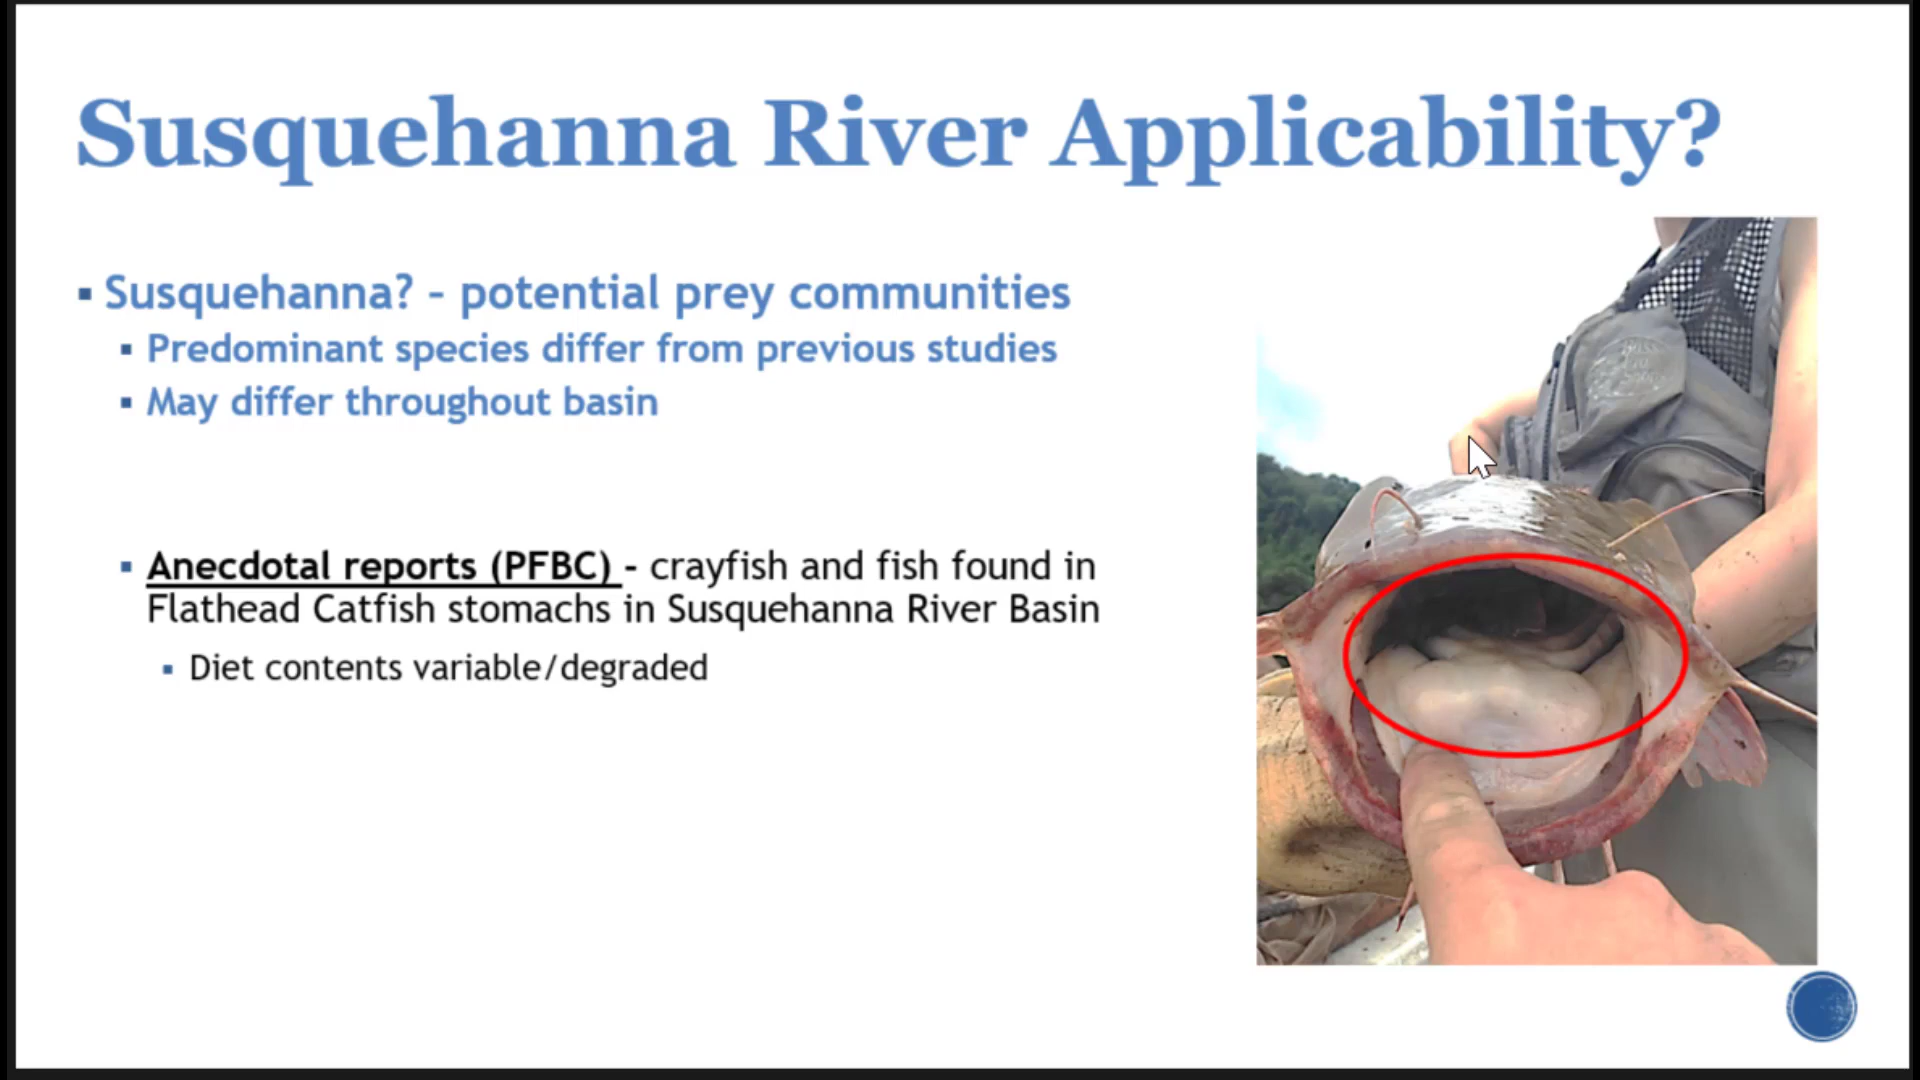 Susquehanna River Applicability?
Susquehanna? – potential prey communities
Predominant species differ from previous studies
May differ throughout basin
Anecdotal reports (PFBC) - crayfish and fish found in
Flathead Catfish stomachs in Susquehanna River Basin
Diet contents variable/degraded